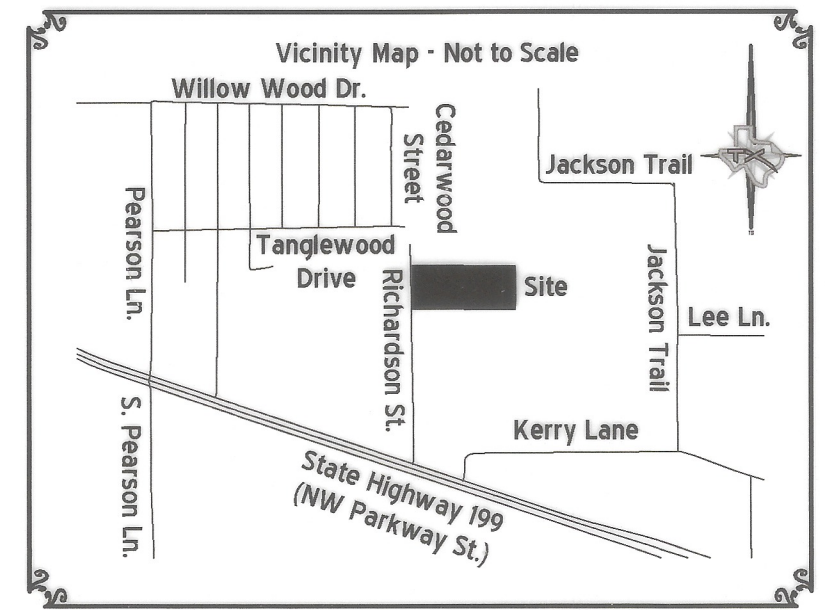 Vicinity Map - Not to Scale
Willow Wood Dr.
Cedarwood
Street
Jackson Trail
TX
Pearson Ln.
Tanglewood
Drive
Richardson St.
Site
Jackson Trail
Lee Ln.
S. Pearson Ln.
Kerry Lane
State Highway 199
(NW Parkway St.)